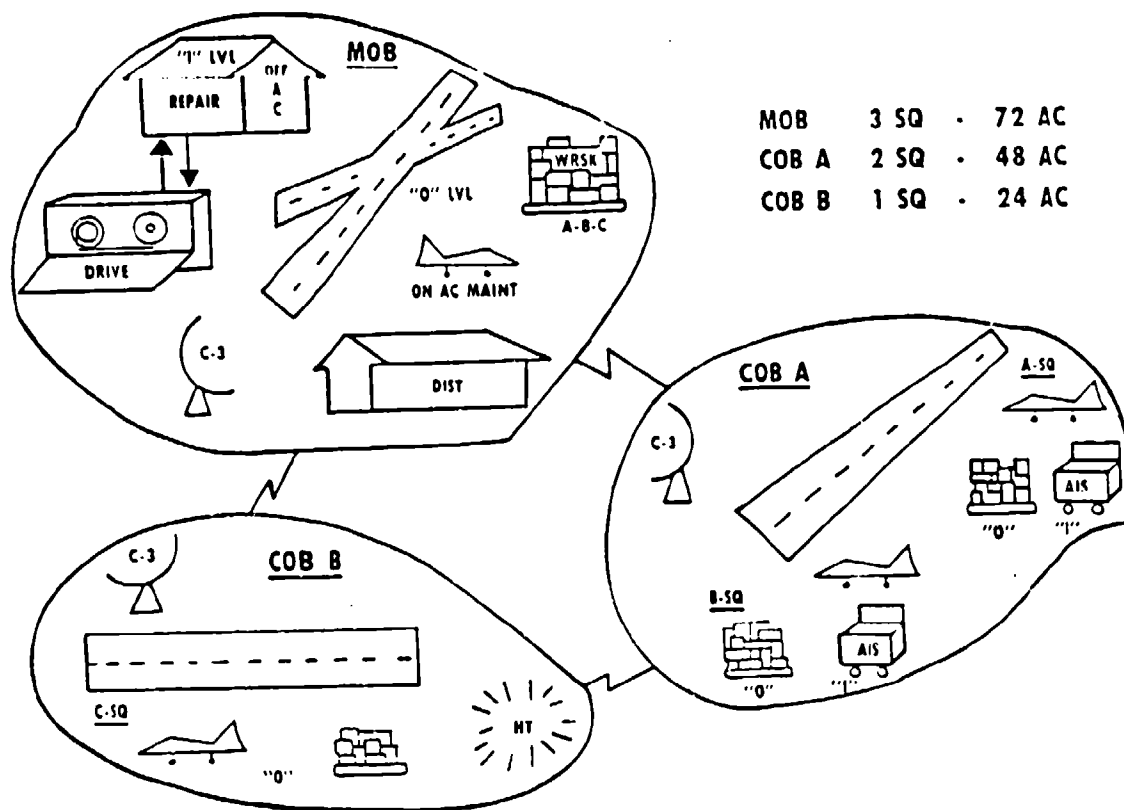 MOB
"I" LVL
REPAIR
OFF
A
C
DRIVE
"O" LVL
WRSK
A-B-C
ON AC MAINT
C-3
DIST
MOB 3 SQ - 72 AC
COB A 2 SQ - 48 AC
COB B 1 SQ - 24 AC
COB A
A-SQ
C-3
AIS
"O" "I"
B-SQ
AIS
"O" "I"
C-3
COB B
C-SQ
"O"
HT